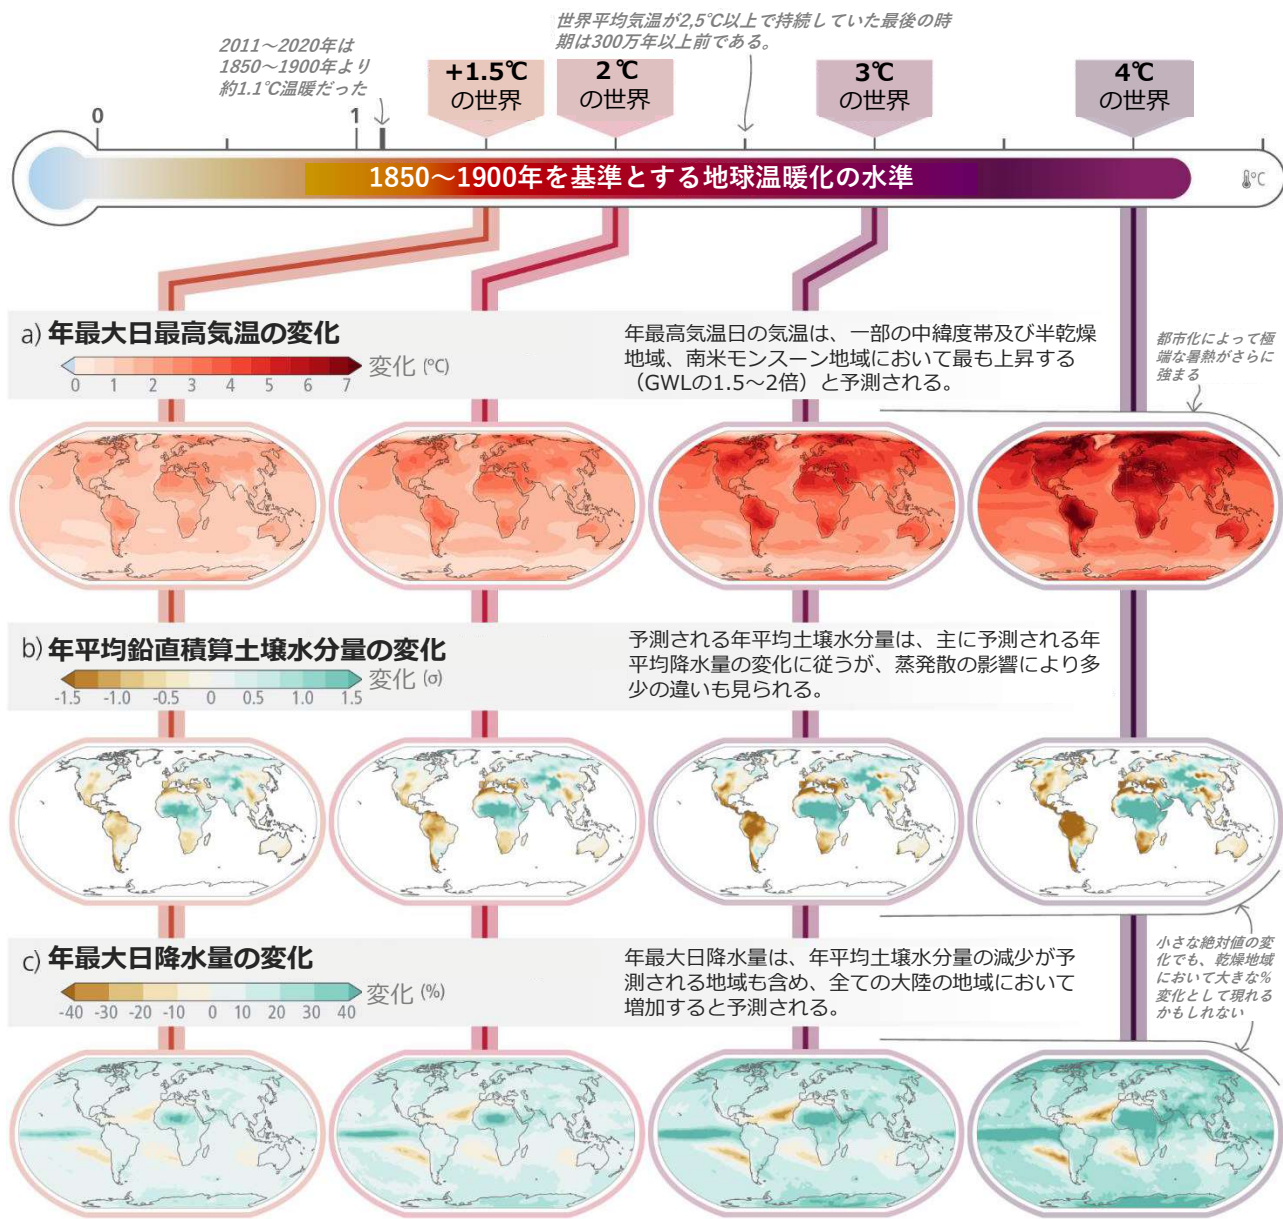 世界平均気温が2,5℃以上で持続していた最後の時
期は300万年以上前である。
2011～2020年は
1850～1900年より
約1.1℃温暖だった
+1.5℃
の世界
2℃
の世界
3℃
の世界
4℃
の世界
0
1
1850～1900年を基準とする地球温暖化の水準
℃
a) 年最大日最高気温の変化
変化 (℃)
0 1 2 3 4 5 6 7
年最高気温日の気温は、一部の中緯度帯及び半乾燥
地域、南米モンスーン地域において最も上昇する
（GWLの1.5～2倍）と予測される。
都市化によって極
端な暑熱がさらに
強まる
b) 年平均鉛直積算土壌水分量の変化
変化 (σ)
-1.5 -1.0 -0.5 0 0.5 1.0 1.5
予測される年平均土壌水分量は、主に予測される年
平均降水量の変化に従うが、蒸発散の影響により多
少の違いも見られる。
c) 年最大日降水量の変化
変化 (%)
-40 -30 -20 -10 0 10 20 30 40
年最大日降水量は、年平均土壌水分量の減少が予
測される地域も含め、全ての大陸の地域において
増加すると予測される。
小さな絶対値の変
化でも、乾燥地域
において大きな%
変化として現れる
かもしれない